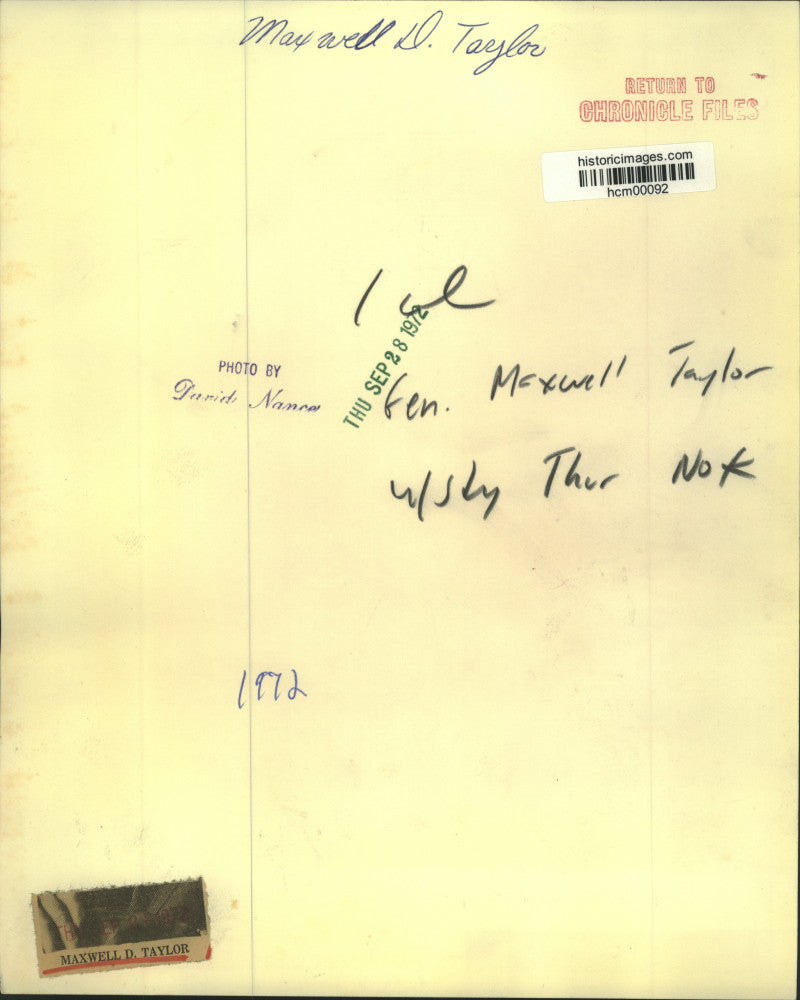 Maxwell D. Taylor
RETURN TO
CHRONICLE FILES
historicimages.com
hcm00092
1 col
THU SEP 28 1972
PHOTO BY
David Nance
Gen. Maxwell Taylor
w/sty Thur
1972
MAXWELL D. TAYLOR